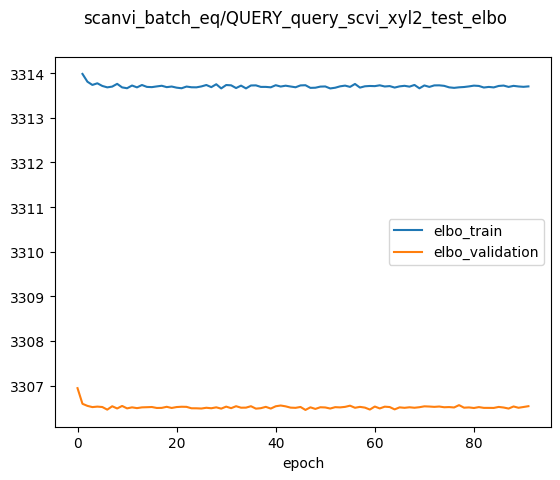 scanvi_batch_eq/QUERY_query_scvi_xyl2_test_elbo
3314
3313
3312
3311
3310
3309
3308
3307
elbo_train
elbo_validation
0 20 40 60 80
epoch